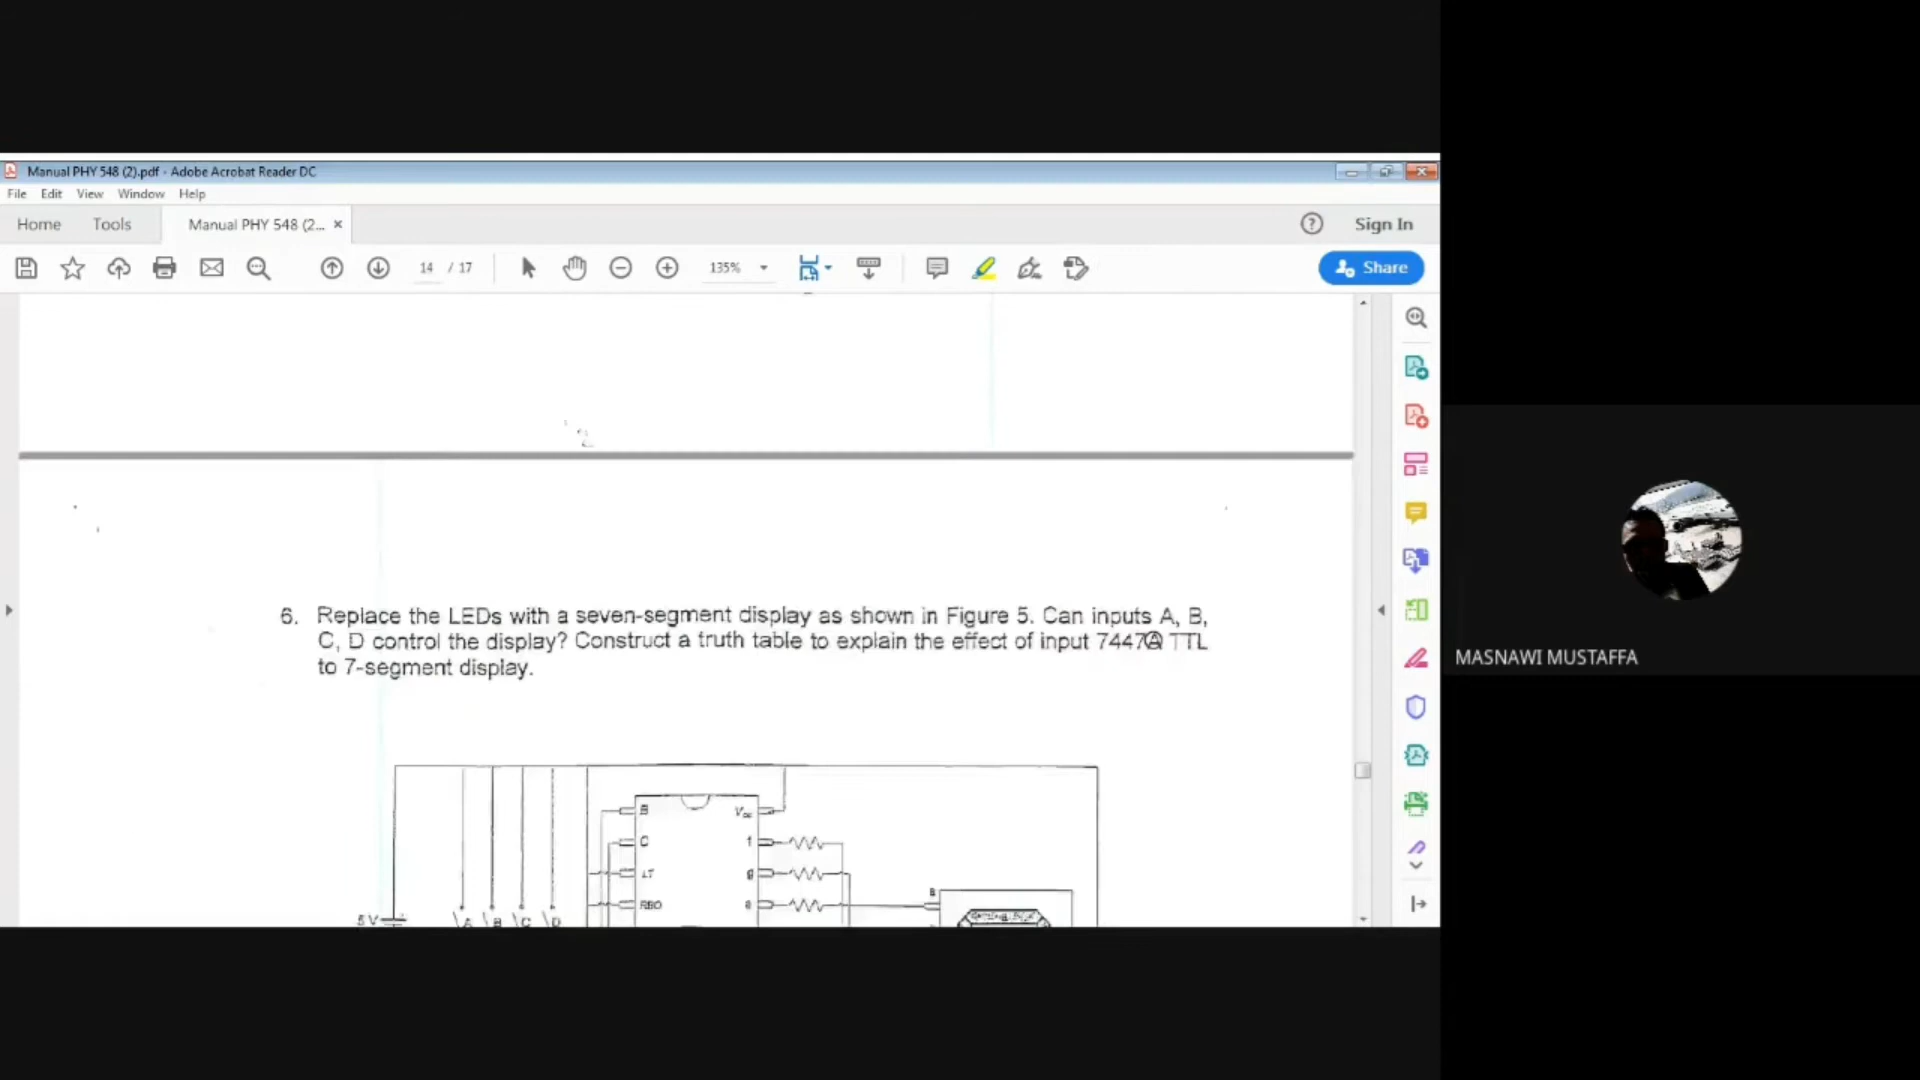 Manual PHY 548 (2).pdf - Adobe Acrobat Reader DC
File Edit View Window Help
Home Tools Manual PHY 548 (2... × Sign In
14 / 17 135% Share
6. Replace the LEDs with a seven-segment display as shown in Figure 5. Can inputs A, B,
C, D control the display? Construct a truth table to explain the effect of input 7447A TTL
to 7-segment display.
MASNAWI MUSTAFFA
B
C f
LT g
RBO
5 V A B C D